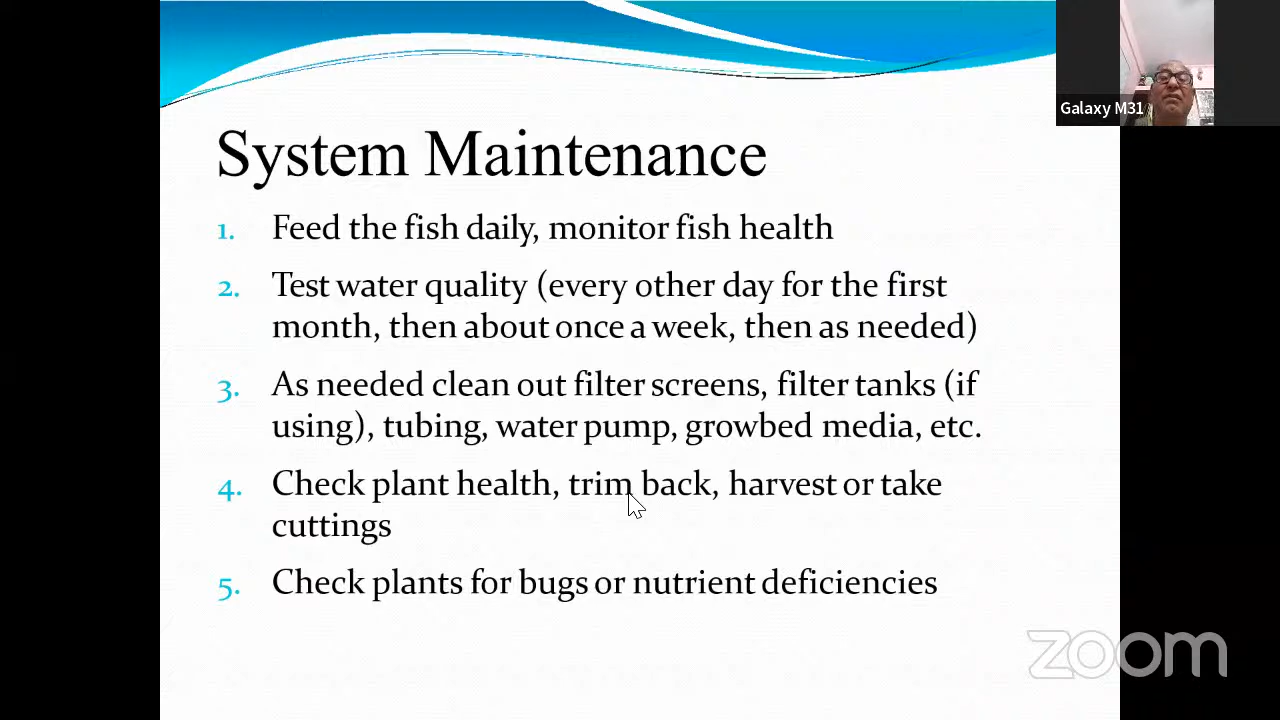 Galaxy M31
System Maintenance
1. Feed the fish daily, monitor fish health
2. Test water quality (every other day for the first
month, then about once a week, then as needed)
3. As needed clean out filter screens, filter tanks (if
using), tubing, water pump, growbed media, etc.
4. Check plant health, trim back, harvest or take
cuttings
5. Check plants for bugs or nutrient deficiencies
zoom